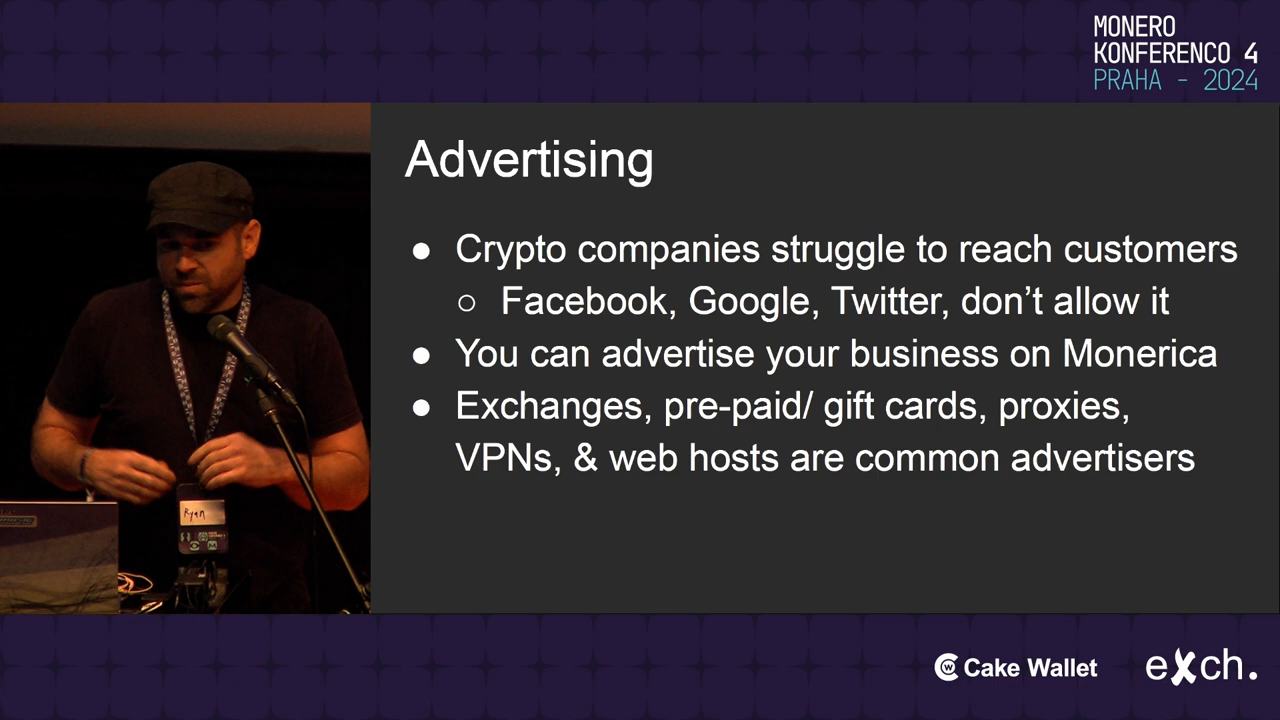 MONERO
KONFERENCO 4
PRAHA - 2024
Advertising
● Crypto companies struggle to reach customers
○ Facebook, Google, Twitter, don’t allow it
● You can advertise your business on Monerica
● Exchanges, pre-paid/ gift cards, proxies,
VPNs, & web hosts are common advertisers
Ryan
Cake Wallet
eXch.